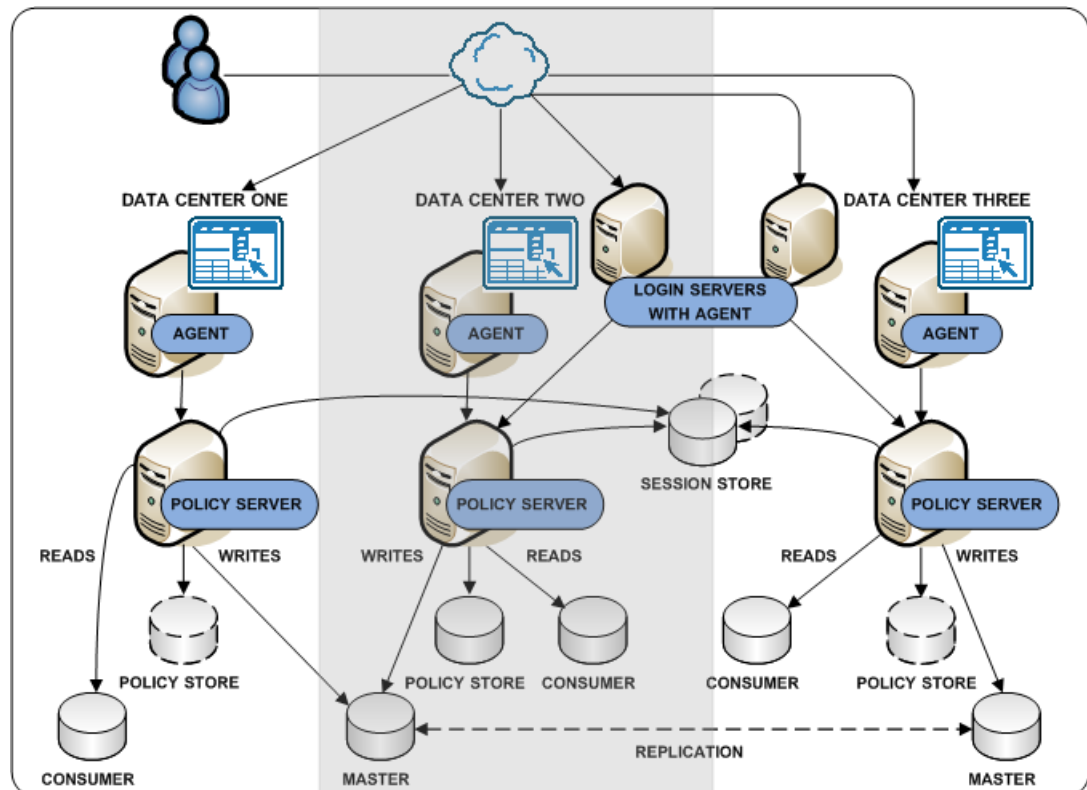 DATA CENTER ONE
DATA CENTER TWO
DATA CENTER THREE
LOGIN SERVERS
WITH AGENT
AGENT
AGENT
AGENT
SESSION STORE
POLICY SERVER
POLICY SERVER
POLICY SERVER
READS
WRITES
WRITES
READS
READS
WRITES
POLICY STORE
POLICY STORE
CONSUMER
CONSUMER
POLICY STORE
REPLICATION
CONSUMER
MASTER
MASTER